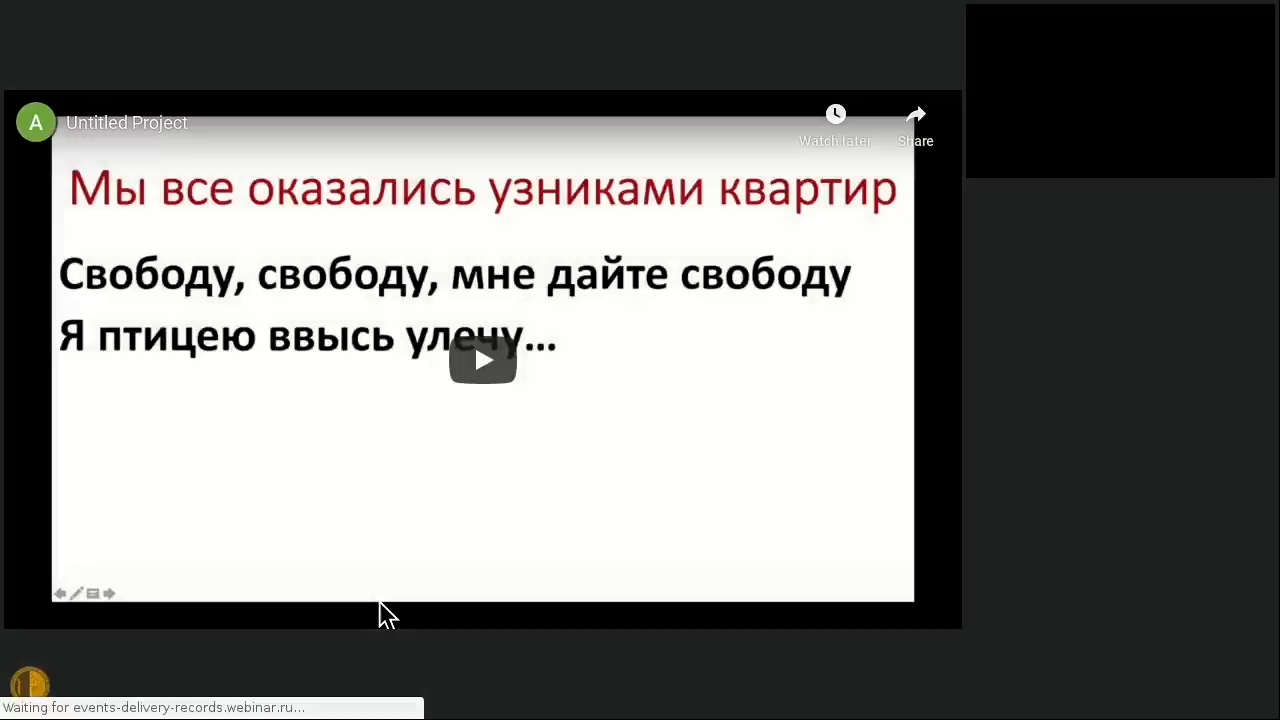 A
Untitled Project
Watch later
Share
Мы все оказались узниками квартир
Свободу, свободу, мне дайте свободу
Я птицею ввысь улечу...
Waiting for events-delivery-records.webinar.ru...